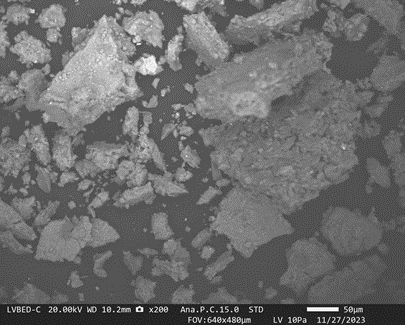 LVBED-C 20.00kV WD 10.2mm x200 Ana.P.C.15.0 STD 50µm
FOV:640x480µm LV 10Pa 11/27/2023